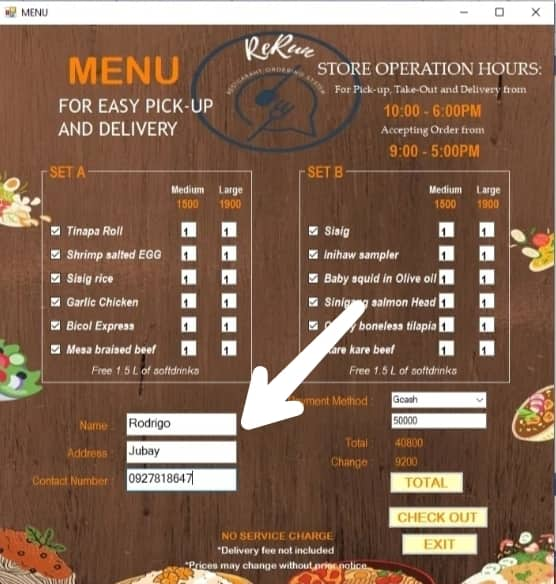 MENU
ReRun
RESTAURANT ORDERING SYSTEM
MENU
FOR EASY PICK-UP
AND DELIVERY
STORE OPERATION HOURS:
For Pick-up, Take-Out and Delivery from
10:00 - 6:00PM
Accepting Order from
9:00 - 5:00PM
SET A
Medium Large
1500 1900
Tinapa Roll 1 1
Shrimp salted EGG 1 1
Sisig rice 1 1
Garlic Chicken 1 1
Bicol Express 1 1
Mesa braised beef 1 1
Free 1.5 L of softdrinks
SET B
Medium Large
1500 1900
Sisig 1 1
inihaw sampler 1 1
Baby squid in Olive oil 1 1
Sinigang salmon Head 1 1
boneless tilapia 1 1
kare kare beef 1 1
Free 1.5 L of softdrinks
Name : Rodrigo
Address : Jubay
Contact Number : 0927818647
Payment Method : Gcash
50000
Total 40800
Change 9200
TOTAL
CHECK OUT
EXIT
NO SERVICE CHARGE
*Delivery fee not included
*Prices may change without prior notice